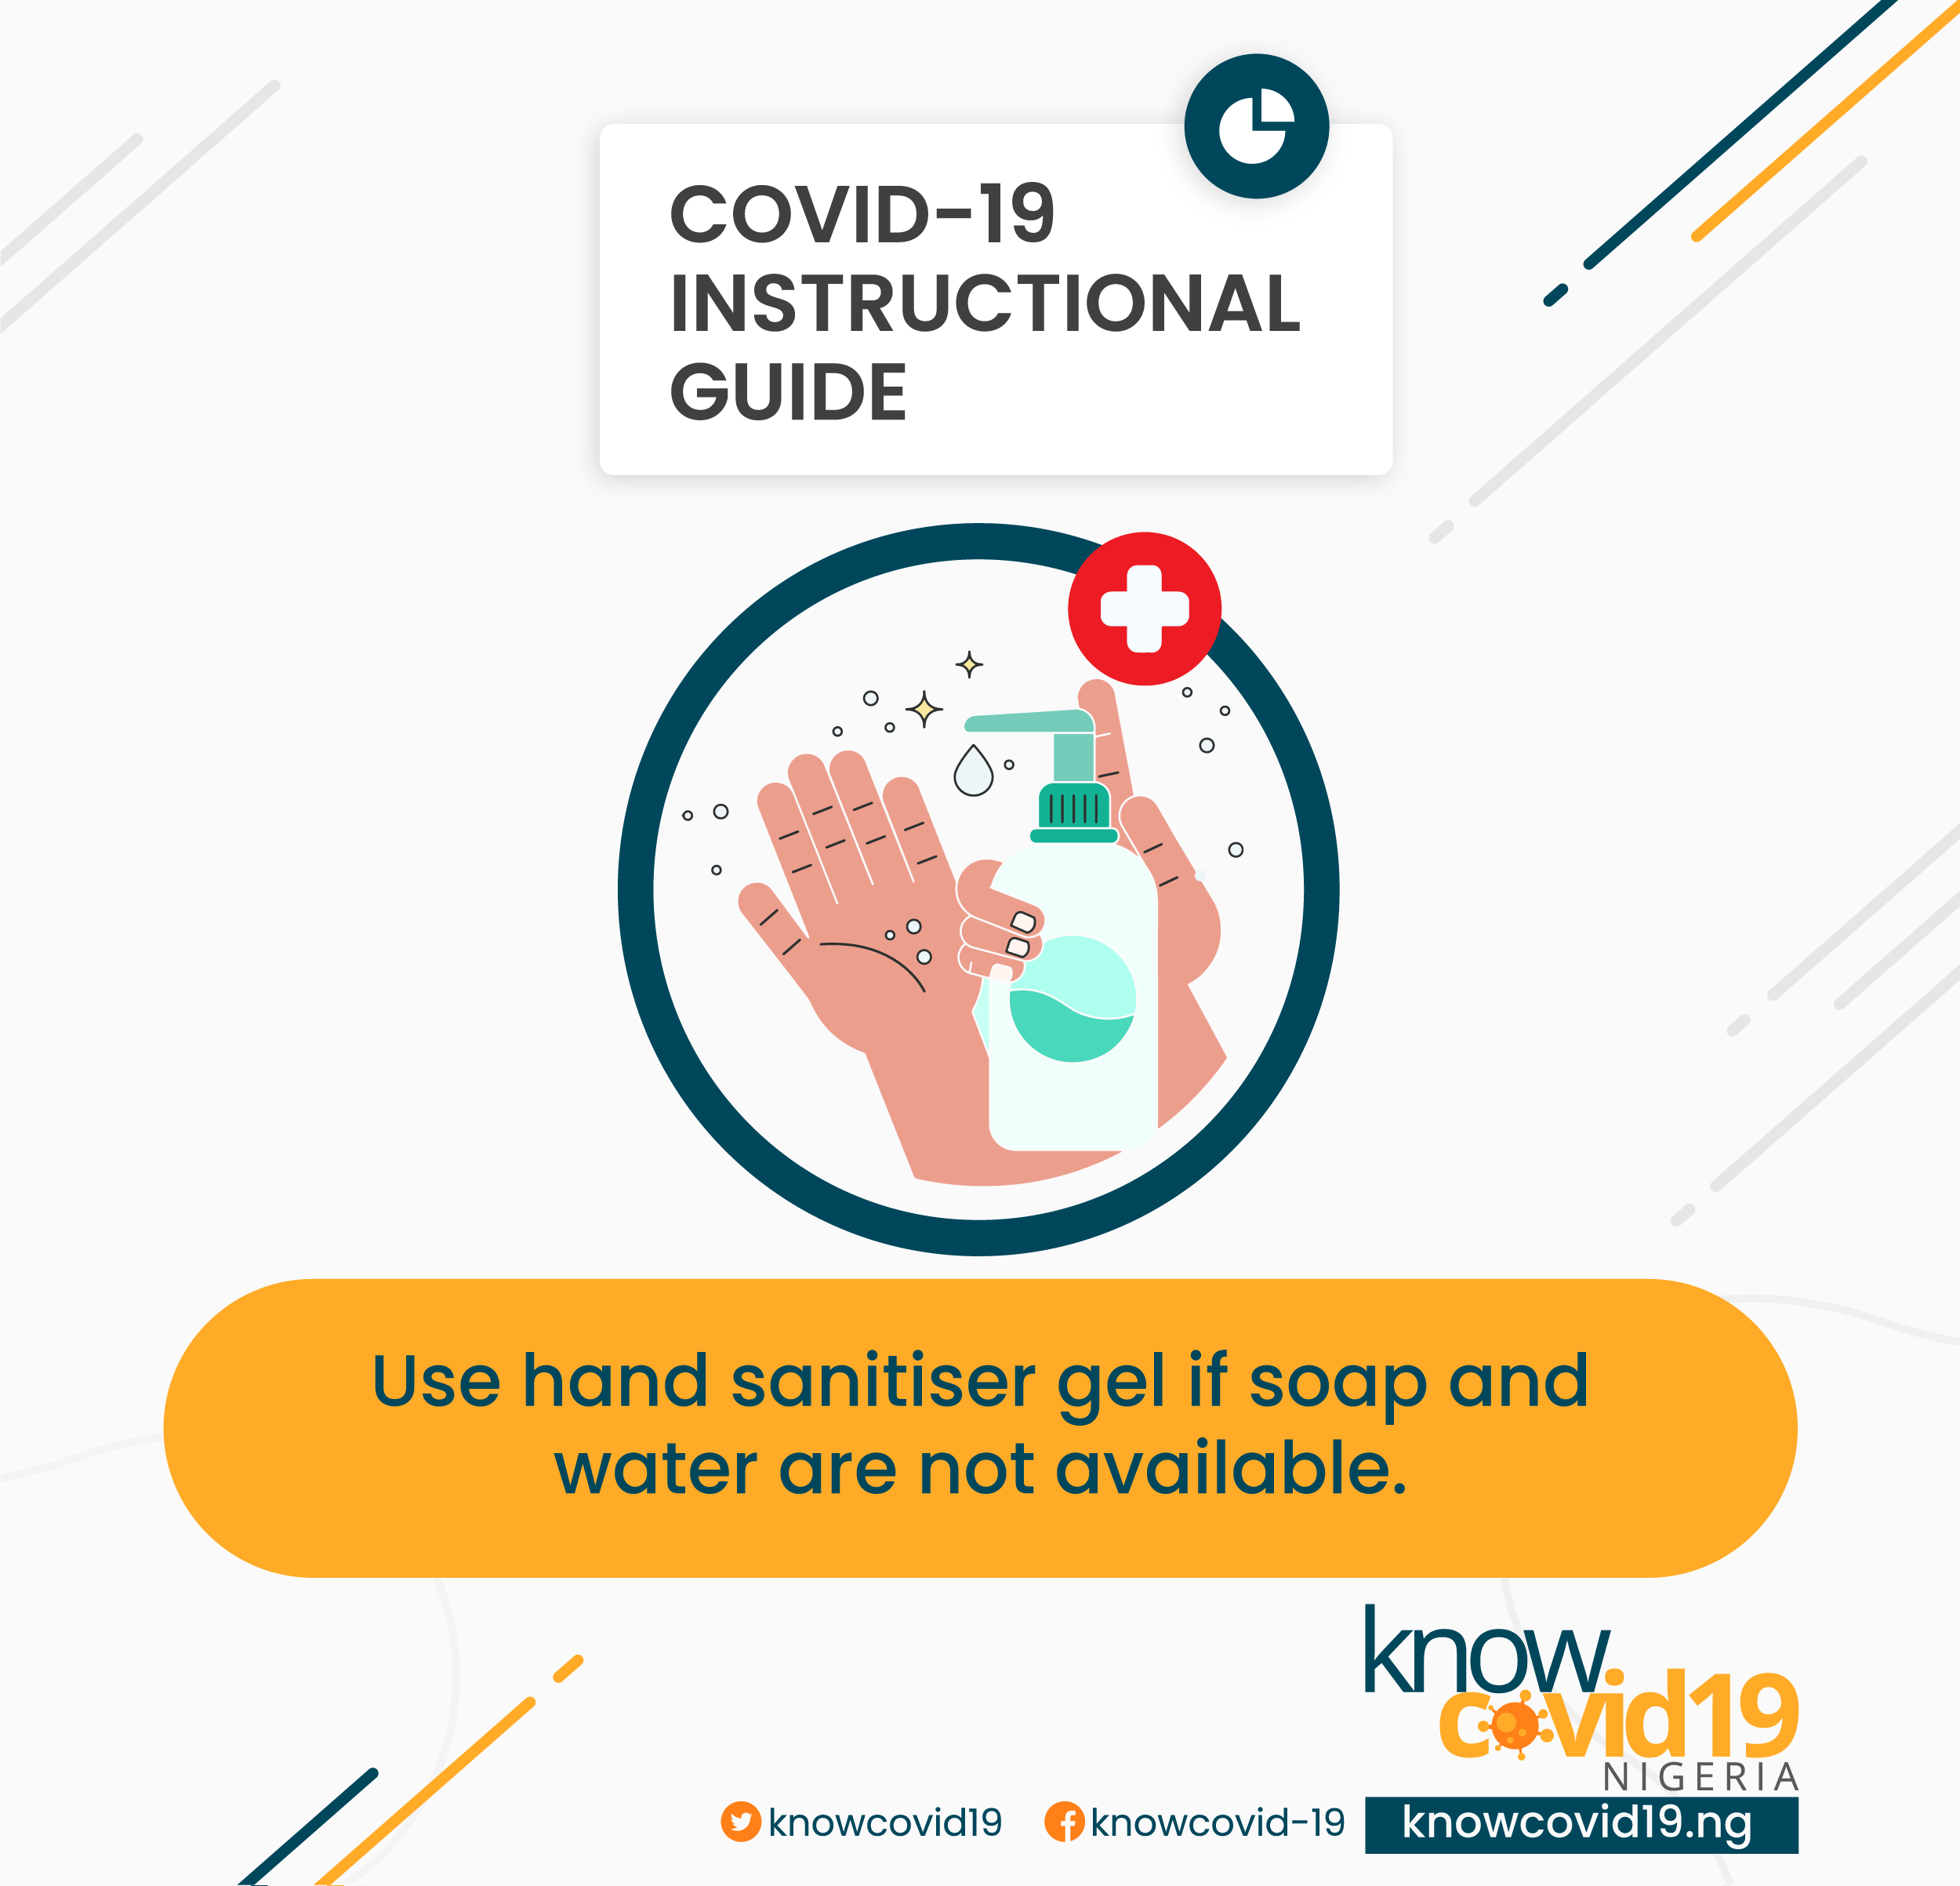 COVID-19
INSTRUCTIONAL
GUIDE
Use hand sanitiser gel if soap and
water are not available.
know
covid19
NIGERIA
knowcovid19 knowcovid-19 knowcovid19.ng